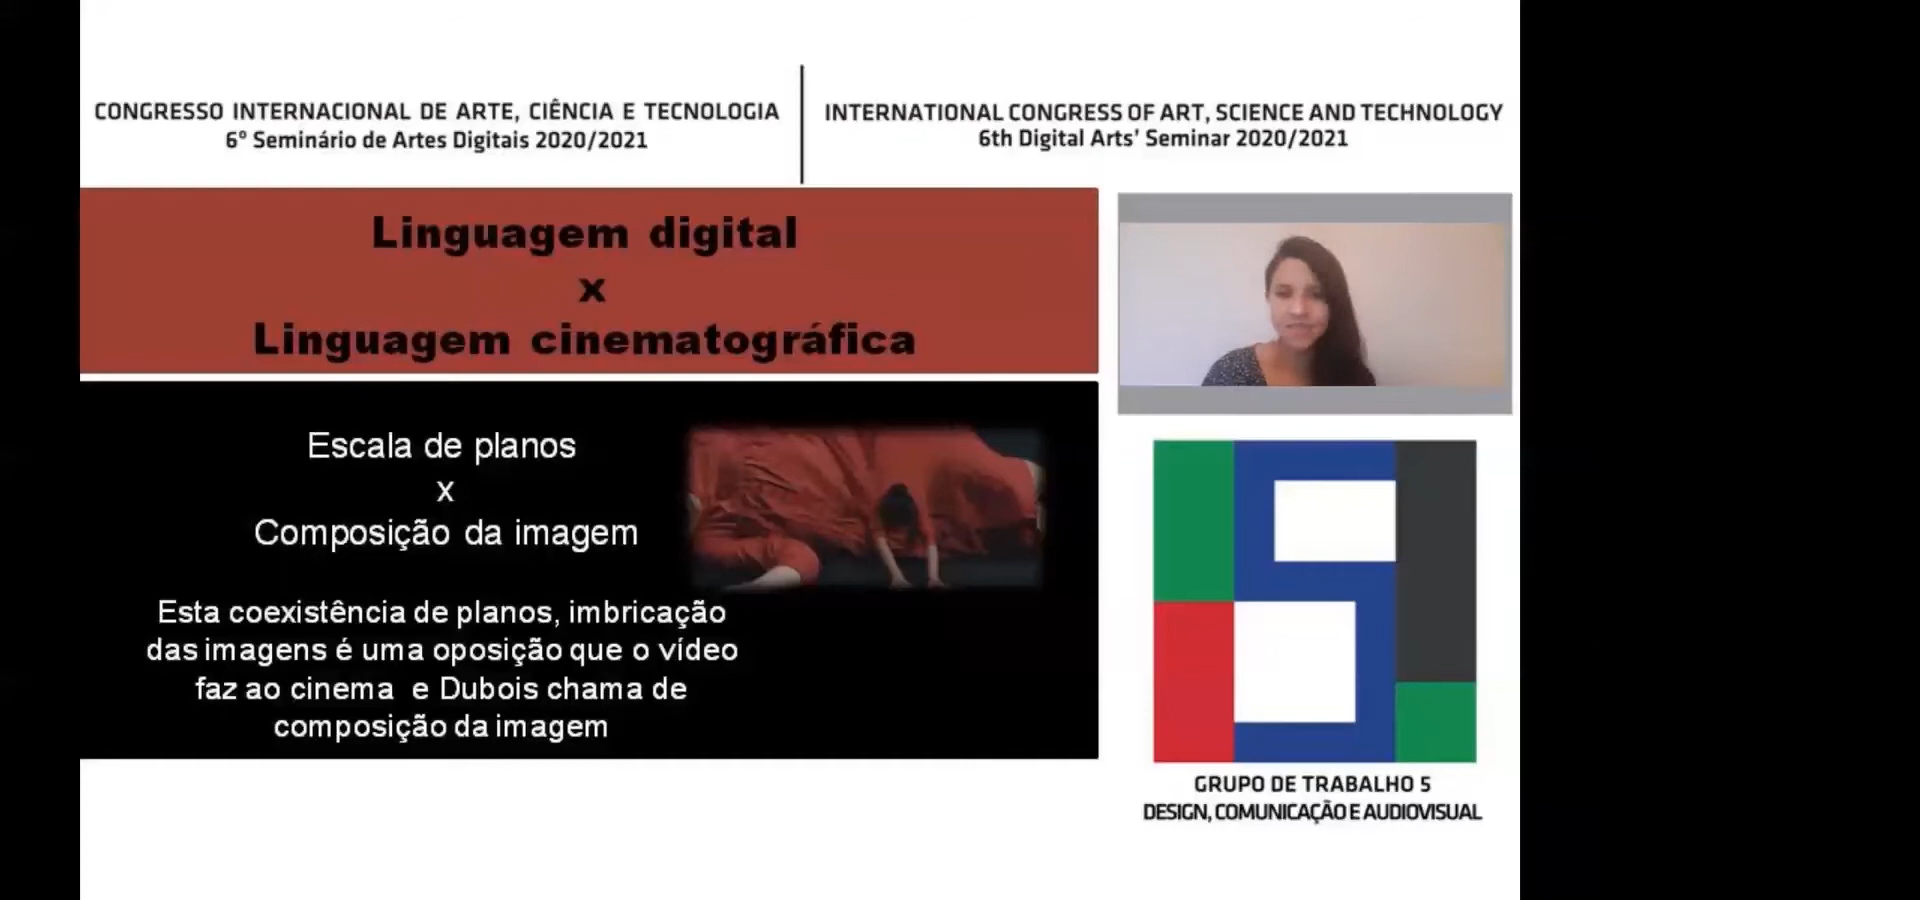 CONGRESSO INTERNACIONAL DE ARTE, CIÊNCIA E TECNOLOGIA
6º Seminário de Artes Digitais 2020/2021
INTERNATIONAL CONGRESS OF ART, SCIENCE AND TECHNOLOGY
6th Digital Arts' Seminar 2020/2021
Linguagem digital
x
Linguagem cinematográfica
Escala de planos
x
Composição da imagem
Esta coexistência de planos, imbricação
das imagens é uma oposição que o vídeo
faz ao cinema e Dubois chama de
composição da imagem
GRUPO DE TRABALHO 5
DESIGN, COMUNICAÇÃO E AUDIOVISUAL